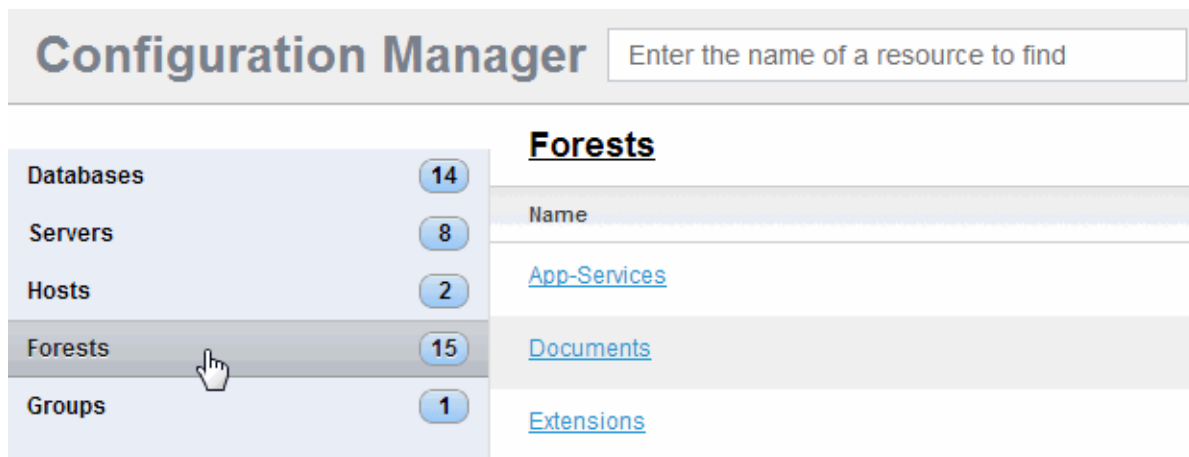 Configuration Manager
Enter the name of a resource to find
Databases 14
Servers 8
Hosts 2
Forests 15
Groups 1
Forests
Name
App-Services
Documents
Extensions